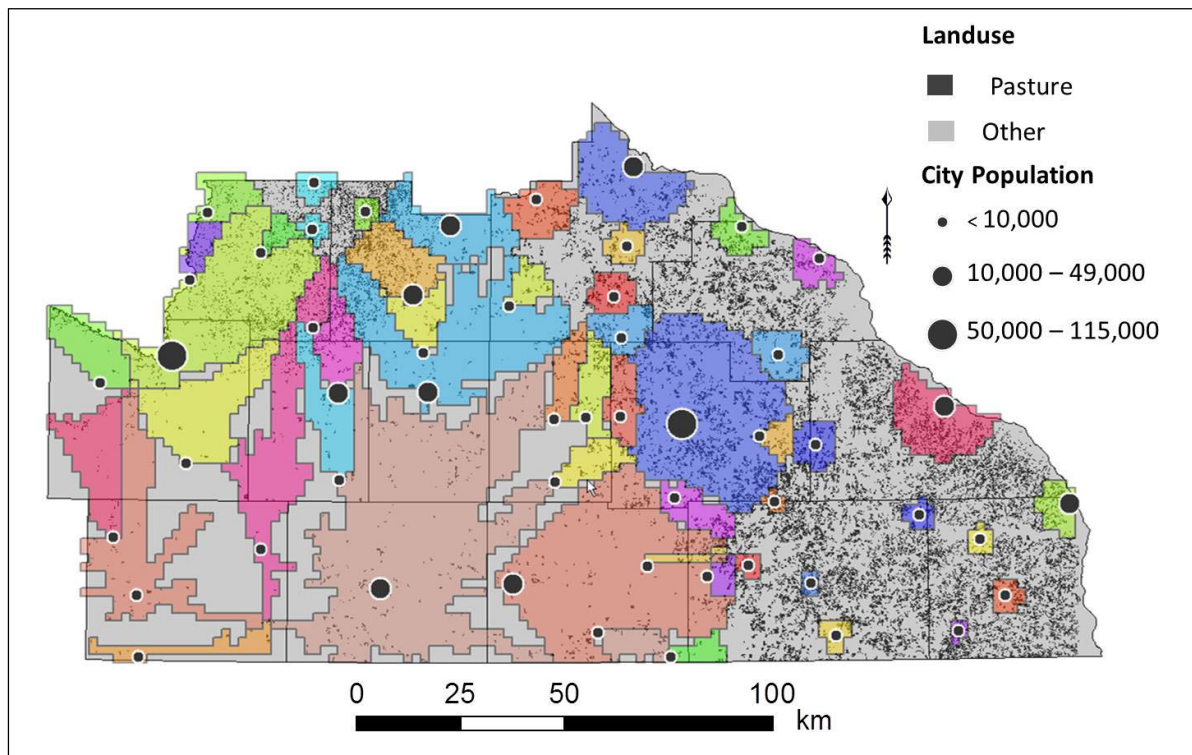 Landuse
Pasture
Other
City Population
< 10,000
10,000 – 49,000
50,000 – 115,000
0 25 50 100
km